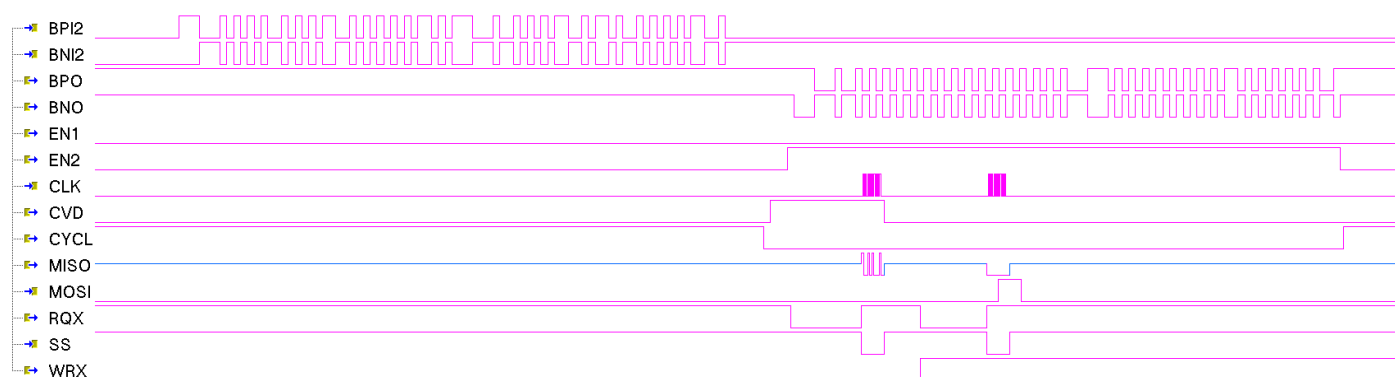 BPI2
BNI2
BPO
BNO
EN1
EN2
CLK
CVD
CYCL
MISO
MOSI
RQX
SS
WRX